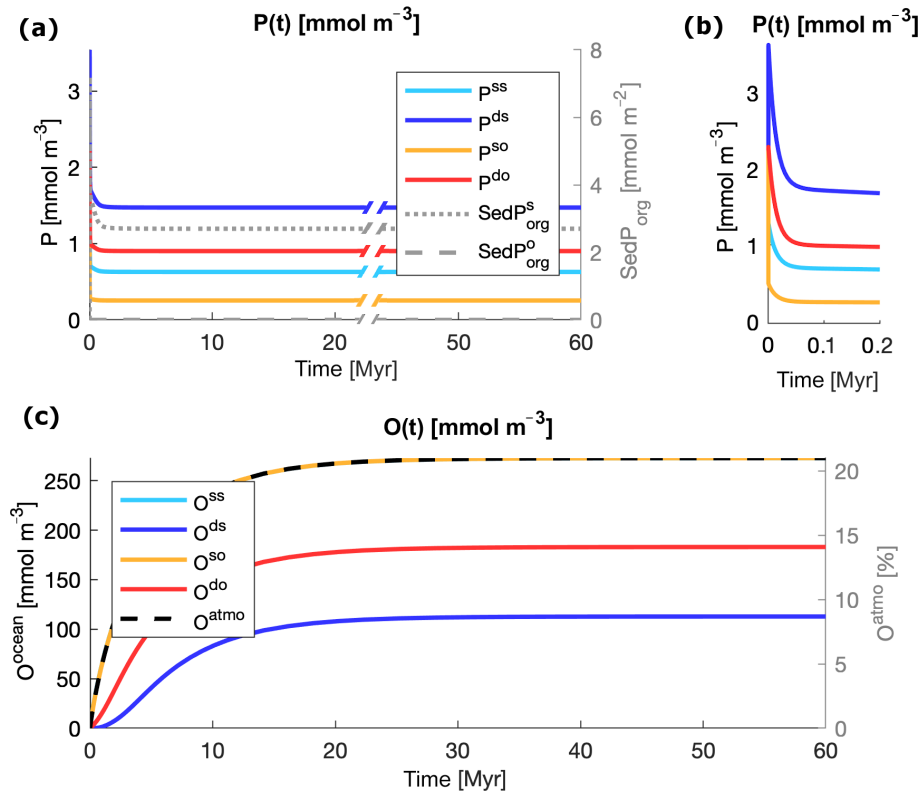 (a)
P(t) [mmol m⁻³]
P [mmol m⁻³]
3
2
1
0
8
6
4
2
0
SedP_org [mmol m⁻²]
P^ss
P^ds
P^so
P^do
SedP^s_org
SedP^o_org
0 10 20 50 60
Time [Myr]
(b)
P(t) [mmol m⁻³]
P [mmol m⁻³]
3
2
1
0
0 0.1 0.2
Time [Myr]
(c)
O(t) [mmol m⁻³]
O^ocean [mmol m⁻³]
250
200
150
100
50
0
O^ss
O^ds
O^so
O^do
O^atmo
20
15
10
5
0
O^atmo [%]
0 10 20 30 40 50 60
Time [Myr]